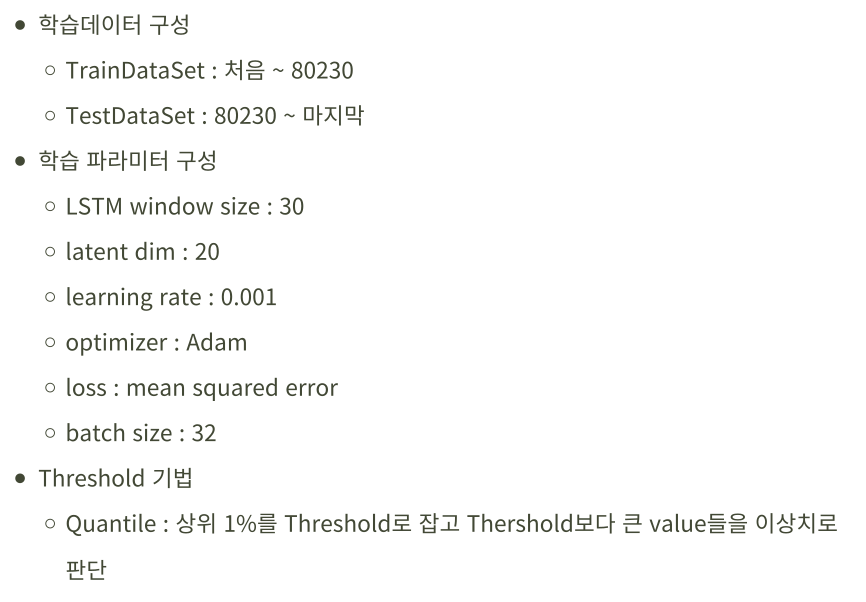 • 학습데이터 구성
○ TrainDataSet : 처음 ~ 80230
○ TestDataSet : 80230 ~ 마지막
• 학습 파라미터 구성
○ LSTM window size : 30
○ latent dim : 20
○ learning rate : 0.001
○ optimizer : Adam
○ loss : mean squared error
○ batch size : 32
• Threshold 기법
○ Quantile : 상위 1%를 Threshold로 잡고 Thershold보다 큰 value들을 이상치로
판단